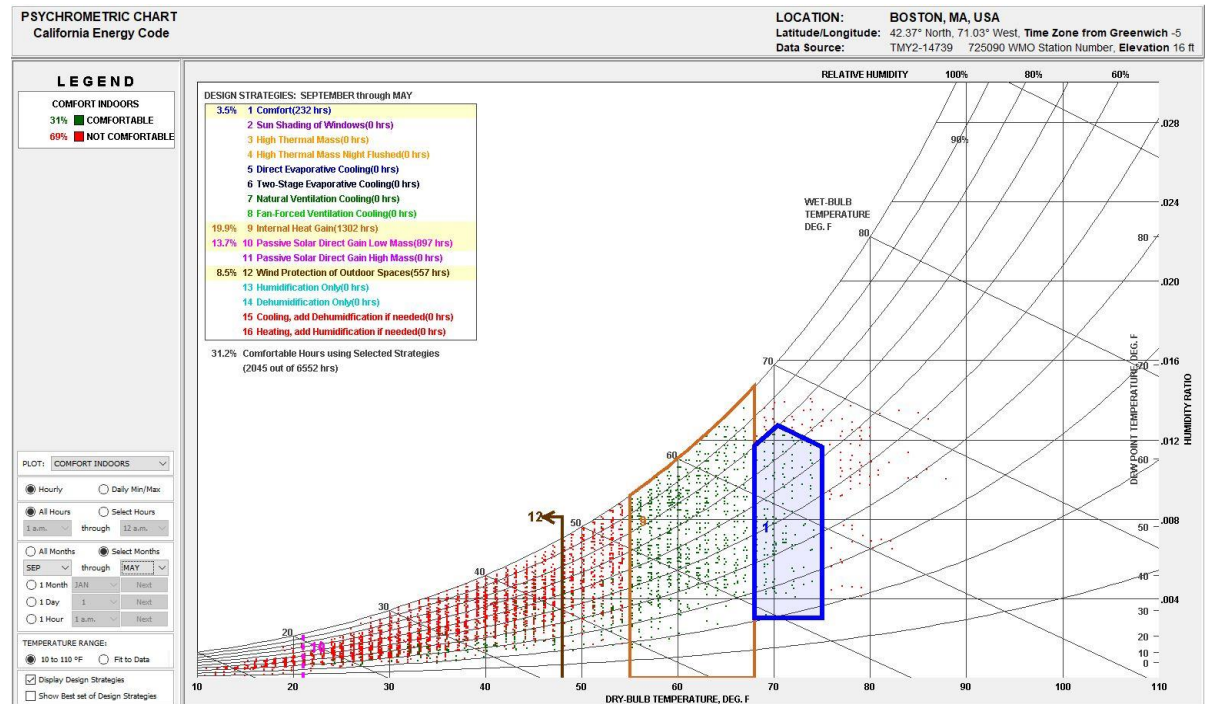 PSYCHROMETRIC CHART
California Energy Code
LOCATION: BOSTON, MA, USA
Latitude/Longitude: 42.37° North, 71.03° West, Time Zone from Greenwich -5
Data Source: TMY2-14739 725090 WMO Station Number, Elevation 16 ft
LEGEND
COMFORT INDOORS
31% COMFORTABLE
69% NOT COMFORTABLE
PLOT: COMFORT INDOORS
Hourly Daily Min/Max
All Hours Select Hours
1 a.m. through 12 a.m.
All Months Select Months
SEP through MAY
1 Month JAN Next
1 Day 1 Next
1 Hour 1 a.m. Next
TEMPERATURE RANGE:
10 to 110 °F Fit to Data
Display Design Strategies
Show Best set of Design Strategies
DESIGN STRATEGIES: SEPTEMBER through MAY
3.5% 1 Comfort(232 hrs)
2 Sun Shading of Windows(0 hrs)
3 High Thermal Mass(0 hrs)
4 High Thermal Mass Night Flushed(0 hrs)
5 Direct Evaporative Cooling(0 hrs)
6 Two-Stage Evaporative Cooling(0 hrs)
7 Natural Ventilation Cooling(0 hrs)
8 Fan-Forced Ventilation Cooling(0 hrs)
19.9% 9 Internal Heat Gain(1302 hrs)
13.7% 10 Passive Solar Direct Gain Low Mass(897 hrs)
11 Passive Solar Direct Gain High Mass(0 hrs)
8.5% 12 Wind Protection of Outdoor Spaces(557 hrs)
13 Humidification Only(0 hrs)
14 Dehumidification Only(0 hrs)
15 Cooling, add Dehumidfication if needed(0 hrs)
16 Heating, add Humidification if needed(0 hrs)
31.2% Comfortable Hours using Selected Strategies
(2045 out of 6552 hrs)
RELATIVE HUMIDITY 100% 80% 60%
90%
WET-BULB
TEMPERATURE
DEG. F
80
70
60
50
40
30
20
12
9
1
10
.028
.024
.020
.016
.012
.008
.004
HUMIDITY RATIO
DEW POINT TEMPERATURE, DEG. F
80
70
60
50
40
30
20
10
0
10 20 30 40 50 60 70 80 90 100 110
DRY-BULB TEMPERATURE, DEG. F